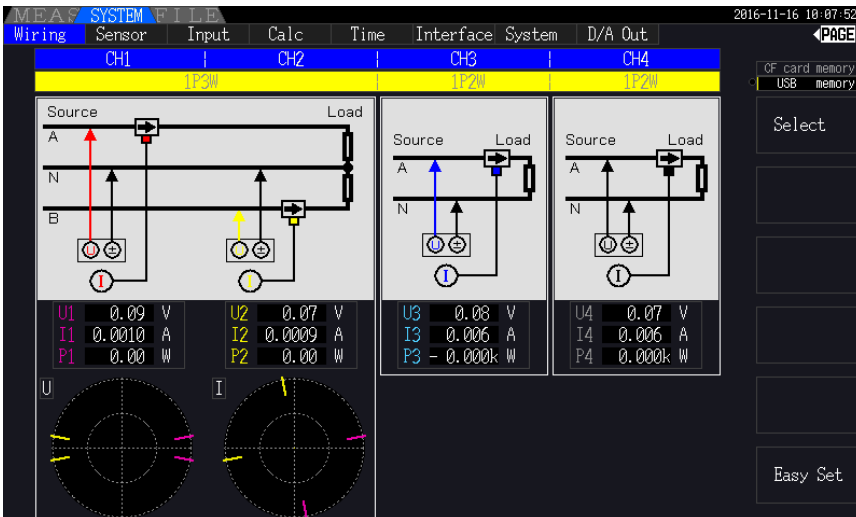 MEAS SYSTEM FILE 2016-11-16 10:07:52
Wiring Sensor Input Calc Time Interface System D/A Out PAGE
CH1 CH2 CH3 CH4
1P3W 1P2W 1P2W
CF card memory
USB memory
Select
Source Load
A
N
B
U ± U ±
I I
Source Load
A
N
U ±
I
Source Load
A
N
U ±
I
U1 0.09 V U2 0.07 V U3 0.08 V U4 0.07 V
I1 0.0010 A I2 0.0009 A I3 0.006 A I4 0.006 A
P1 0.00 W P2 0.00 W P3 - 0.000k W P4 0.000k W
U I
Easy Set